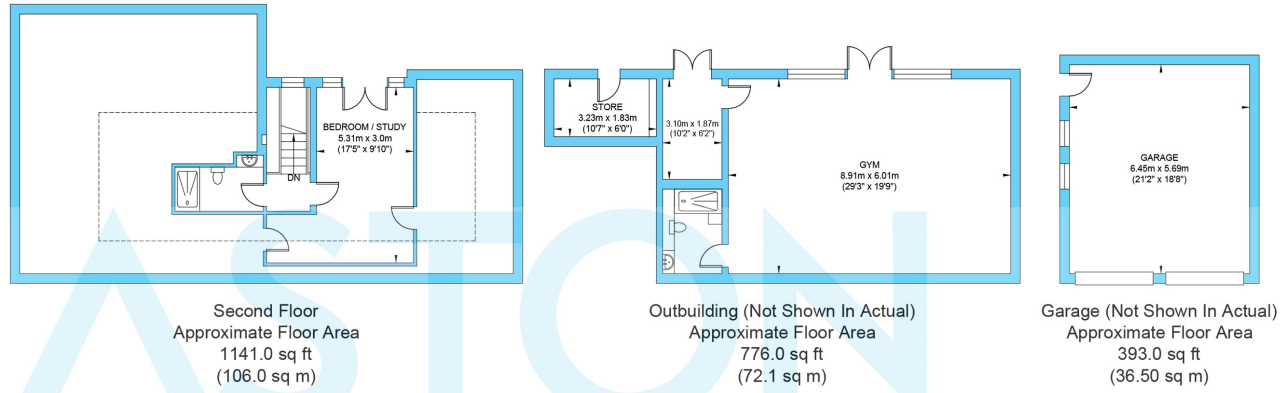 BEDROOM / STUDY
5.31m x 3.0m
(17'5" x 9'10")
DN
Second Floor
Approximate Floor Area
1141.0 sq ft
(106.0 sq m)
STORE
3.23m x 1.83m
(10'7" x 6'0")
3.10m x 1.87m
(10'2" x 6'2")
GYM
8.91m x 6.01m
(29'3" x 19'9")
Outbuilding (Not Shown In Actual)
Approximate Floor Area
776.0 sq ft
(72.1 sq m)
GARAGE
6.45m x 5.69m
(21'2" x 18'8")
Garage (Not Shown In Actual)
Approximate Floor Area
393.0 sq ft
(36.50 sq m)
ASTON